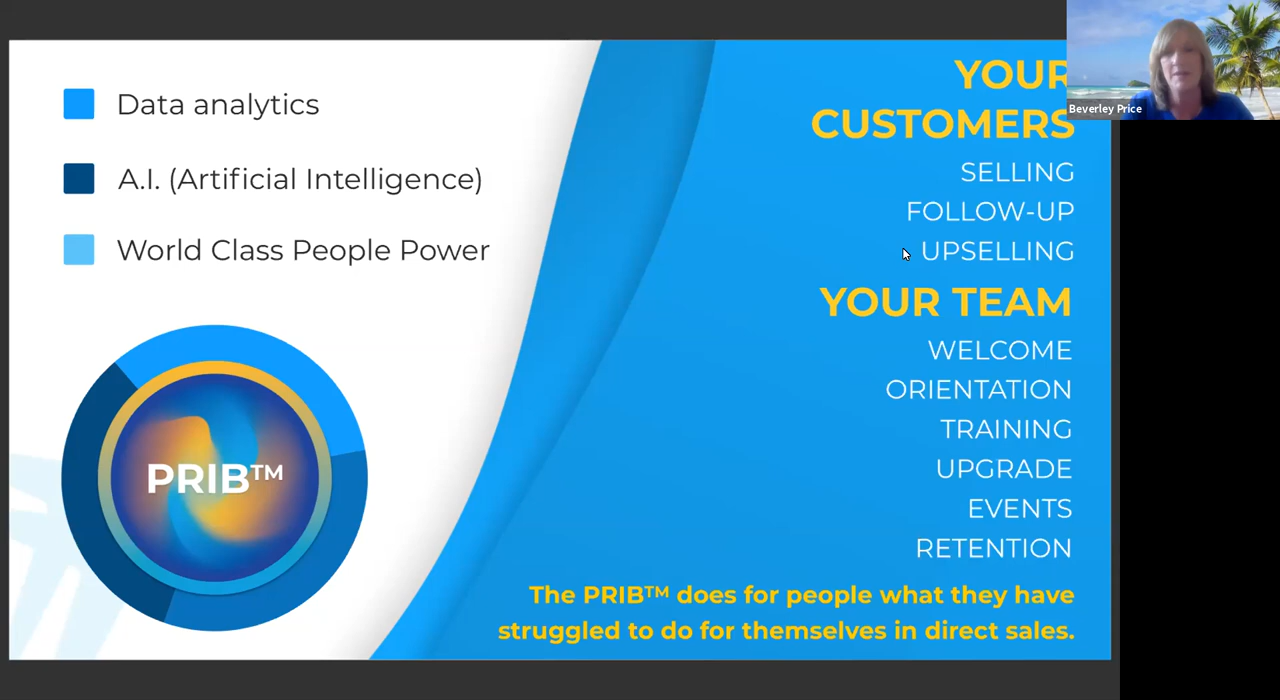 Data analytics
A.I. (Artificial Intelligence)
World Class People Power
PRIB™
YOUR
CUSTOMERS
SELLING
FOLLOW-UP
UPSELLING
YOUR TEAM
WELCOME
ORIENTATION
TRAINING
UPGRADE
EVENTS
RETENTION
The PRIB™ does for people what they have
struggled to do for themselves in direct sales.
Beverley Price